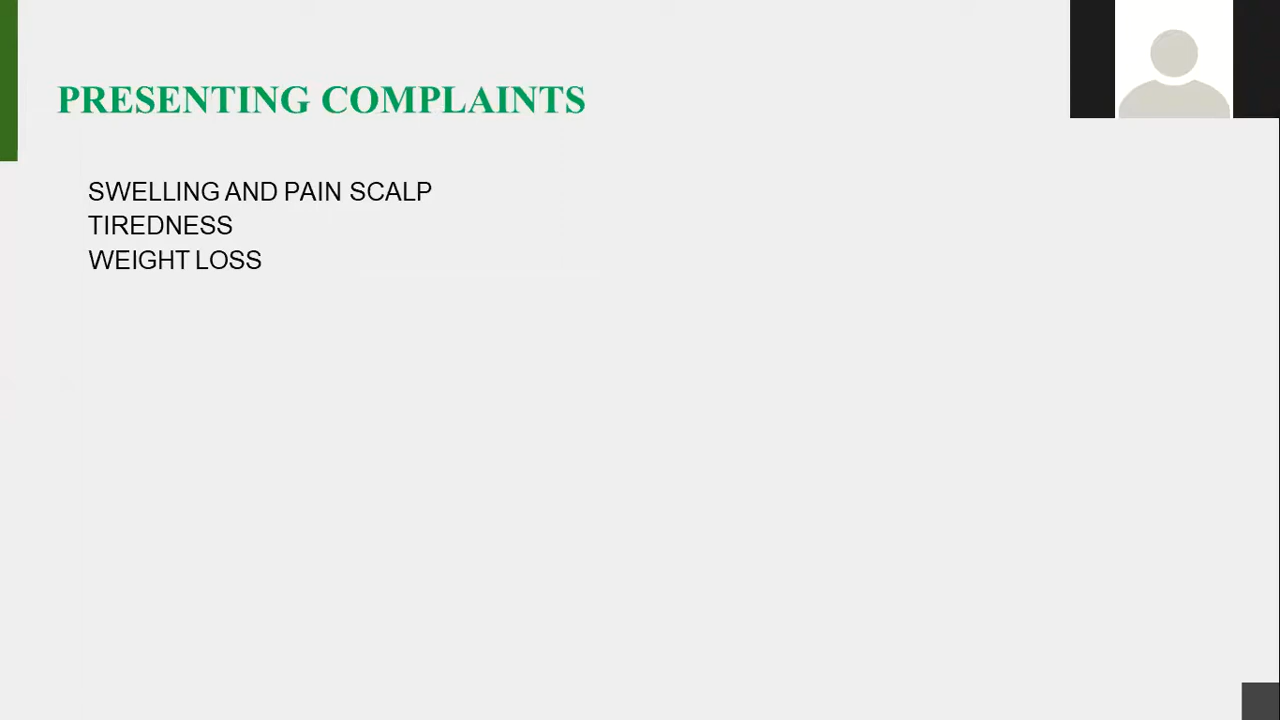 PRESENTING COMPLAINTS
SWELLING AND PAIN SCALP
TIREDNESS
WEIGHT LOSS